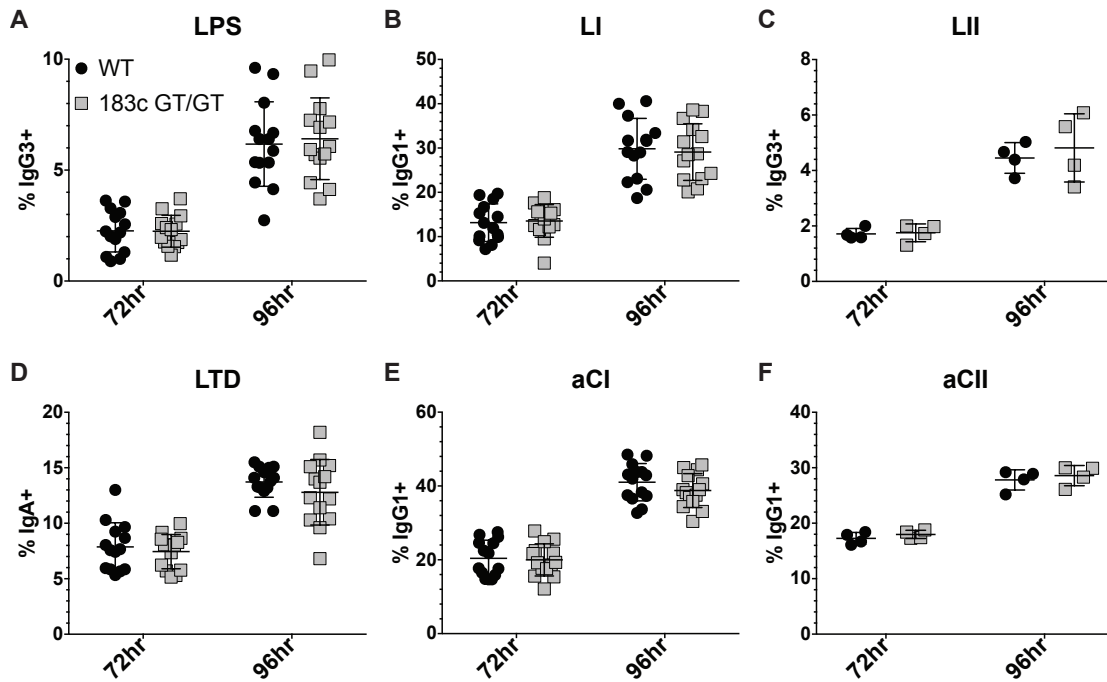 A
LPS
% IgG3+
10
5
0
WT
183c GT/GT
72hr
96hr
B
LI
% IgG1+
50
40
30
20
10
0
72hr
96hr
C
LII
% IgG3+
8
6
4
2
0
72hr
96hr
D
LTD
% IgA+
20
15
10
5
0
72hr
96hr
E
aCI
% IgG1+
60
40
20
0
72hr
96hr
F
aCII
% IgG1+
40
30
20
10
0
72hr
96hr